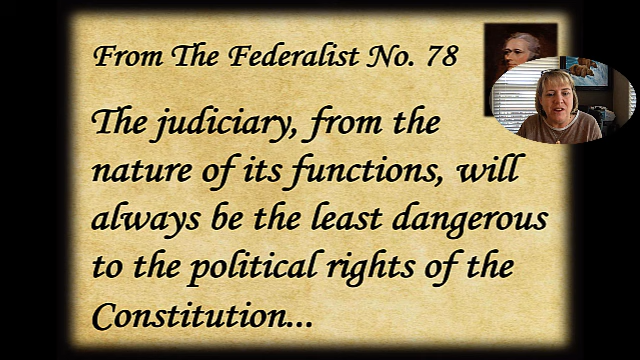 From The Federalist No. 78
The judiciary, from the
nature of its functions, will
always be the least dangerous
to the political rights of the
Constitution...